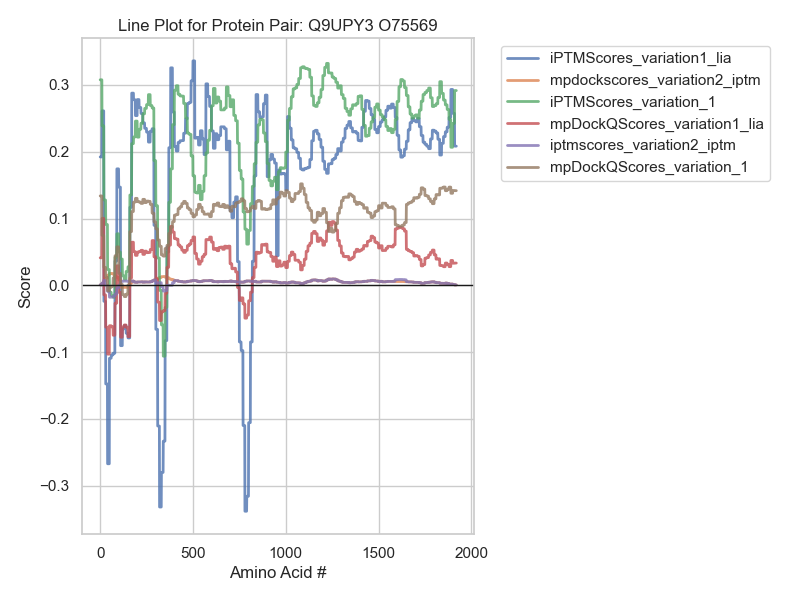 Line Plot for Protein Pair: Q9UPY3 O75569
iPTMScores_variation1_lia
mpdockscores_variation2_iptm
iPTMScores_variation_1
mpDockQScores_variation1_lia
iptmscores_variation2_iptm
mpDockQScores_variation_1
Score
0.3
0.2
0.1
0.0
−0.1
−0.2
−0.3
0
500
1000
1500
2000
Amino Acid #